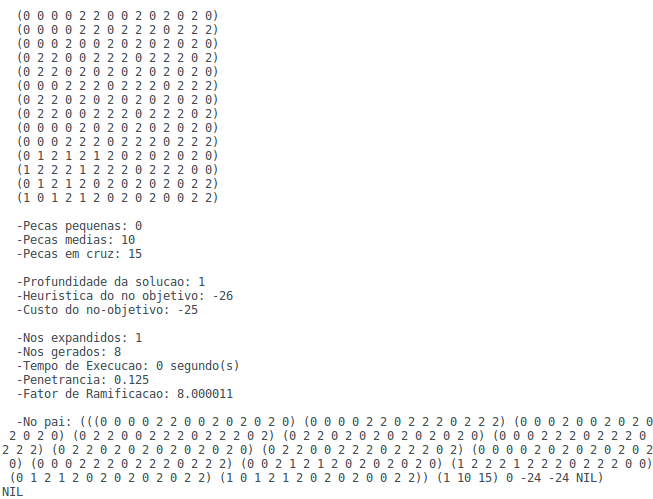 (0 0 0 0 2 2 0 0 2 0 2 0 2 0)
(0 0 0 0 2 2 0 2 2 2 0 2 2 2)
(0 0 0 2 0 0 2 0 2 0 2 0 2 0)
(0 2 2 0 0 2 2 2 0 2 2 2 0 2)
(0 2 2 0 2 0 2 0 2 0 2 0 2 0)
(0 0 0 2 2 2 0 2 2 2 0 2 2 2)
(0 2 2 0 2 0 2 0 2 0 2 0 2 0)
(0 2 2 0 0 2 2 2 0 2 2 2 0 2)
(0 0 0 0 2 0 2 0 2 0 2 0 2 0)
(0 0 0 2 2 2 0 2 2 2 0 2 2 2)
(0 1 2 1 2 1 2 0 2 0 2 0 2 0)
(1 2 2 2 1 2 2 2 0 2 2 2 0 0)
(0 1 2 1 2 0 2 0 2 0 2 0 2 2)
(1 0 1 2 1 2 0 2 0 2 0 0 2 2)
-Pecas pequenas: 0
-Pecas medias: 10
-Pecas em cruz: 15
-Profundidade da solucao: 1
-Heuristica do no objetivo: -26
-Custo do no-objetivo: -25
-Nos expandidos: 1
-Nos gerados: 8
-Tempo de Execucao: 0 segundo(s)
-Penetrancia: 0.125
-Fator de Ramificacao: 8.000011
-No pai: (((0 0 0 0 2 2 0 0 2 0 2 0 2 0) (0 0 0 0 2 2 0 2 2 2 0 2 2 2) (0 0 0 2 0 0 2 0 2 0
2 0 2 0) (0 2 2 0 0 2 2 2 0 2 2 2 0 2) (0 2 2 0 2 0 2 0 2 0 2 0 2 0) (0 0 0 2 2 2 0 2 2 2 0
2 2 2) (0 2 2 0 2 0 2 0 2 0 2 0 2 0) (0 2 2 0 0 2 2 2 0 2 2 2 0 2) (0 0 0 0 2 0 2 0 2 0 2 0 2
0) (0 0 0 2 2 2 0 2 2 2 0 2 2 2) (0 0 2 1 2 1 2 0 2 0 2 0 2 0) (1 2 2 2 1 2 2 2 0 2 2 2 0 0)
(0 1 2 1 2 0 2 0 2 0 2 0 2 2) (1 0 1 2 1 2 0 2 0 2 0 0 2 2)) (1 10 15) 0 -24 -24 NIL)
NIL